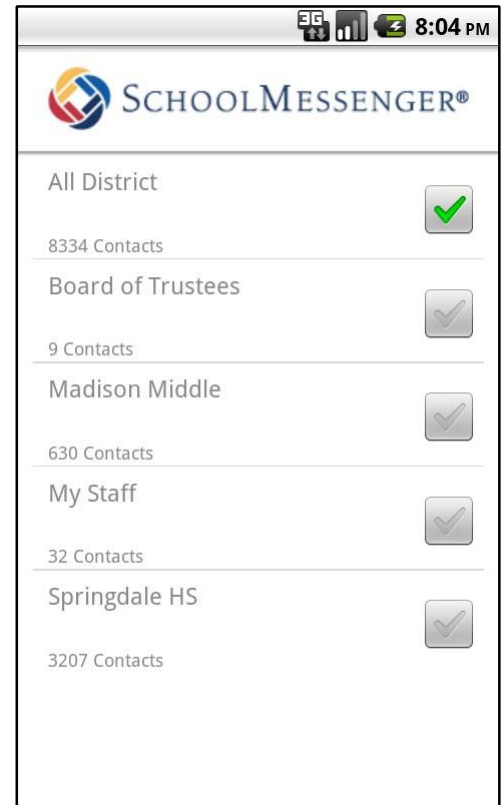 3G 8:04 PM
SCHOOLMESSENGER®
All District
8334 Contacts
Board of Trustees
9 Contacts
Madison Middle
630 Contacts
My Staff
32 Contacts
Springdale HS
3207 Contacts